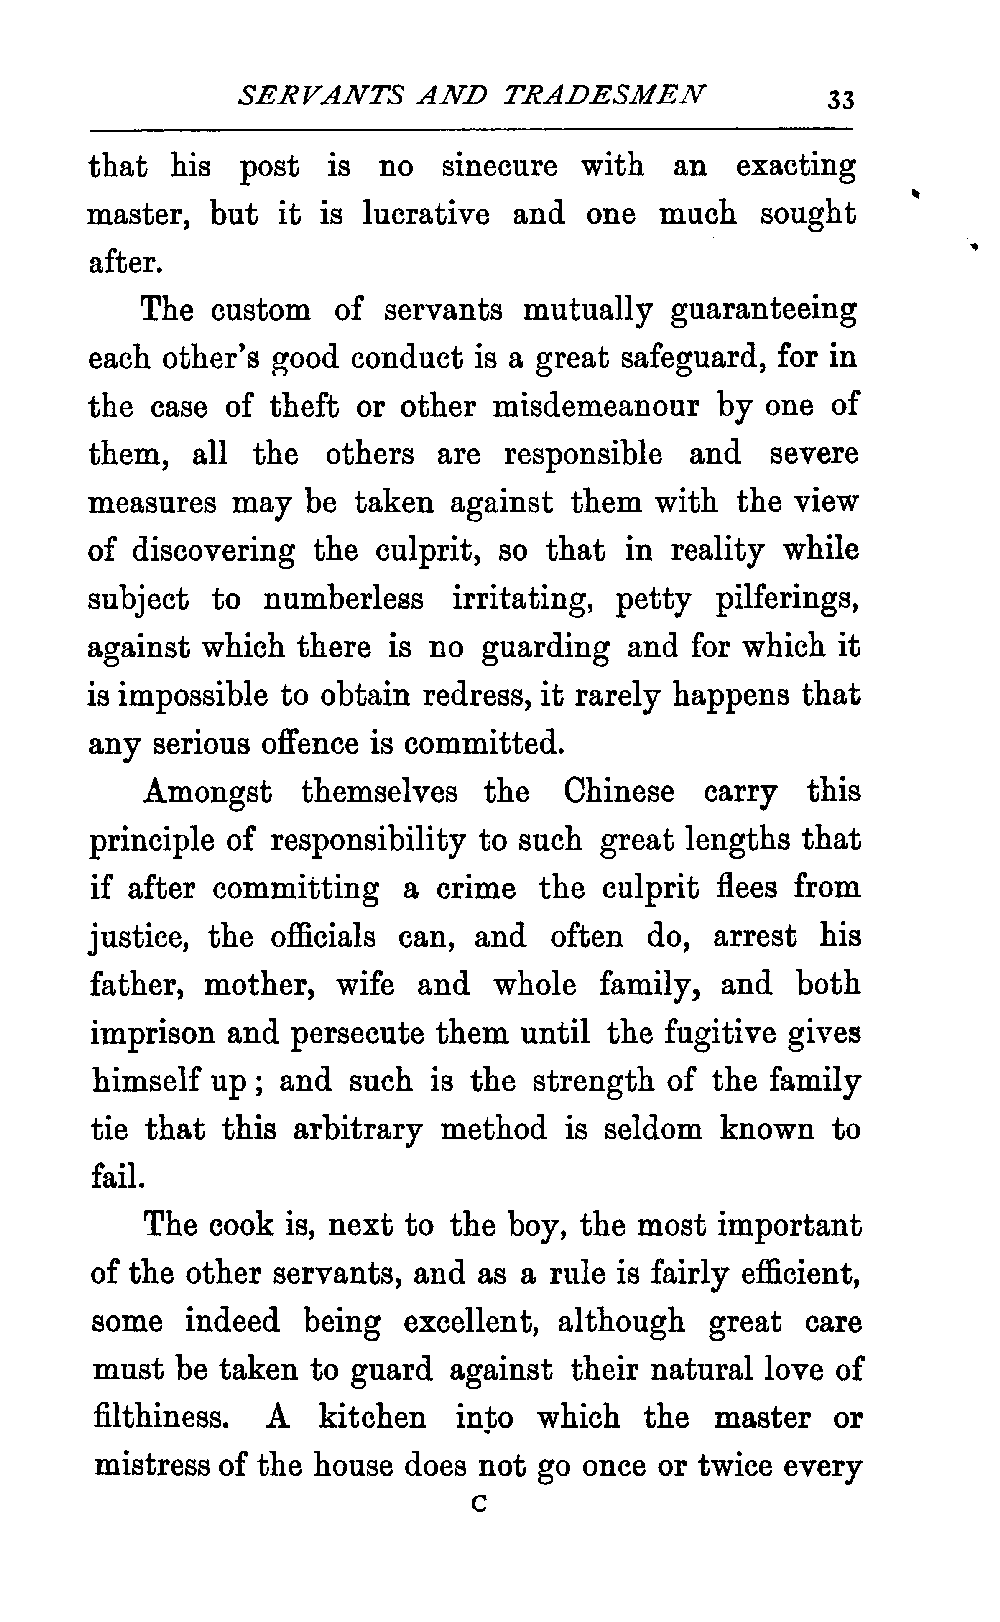 SERVANTS AND TRADESMEN 33
that his post is no sinecure with an exacting
master, but it is lucrative and one much sought
after.
The custom of servants mutually guaranteeing
each other's good conduct is a great safeguard, for in
the case of theft or other misdemeanour by one of
them, all the others are responsible and severe
measures may be taken against them with the view
of discovering the culprit, so that in reality while
subject to numberless irritating, petty pilferings,
against which there is no guarding and for which it
is impossible to obtain redress, it rarely happens that
any serious offence is committed.
Amongst themselves the Chinese carry this
principle of responsibility to such great lengths that
if after committing a crime the culprit flees from
justice, the officials can, and often do, arrest his
father, mother, wife and whole family, and both
imprison and persecute them until the fugitive gives
himself up; and such is the strength of the family
tie that this arbitrary method is seldom known to
fail.
The cook is, next to the boy, the most important
of the other servants, and as a rule is fairly efficient,
some indeed being excellent, although great care
must be taken to guard against their natural love of
filthiness. A kitchen into which the master or
mistress of the house does not go once or twice every
C